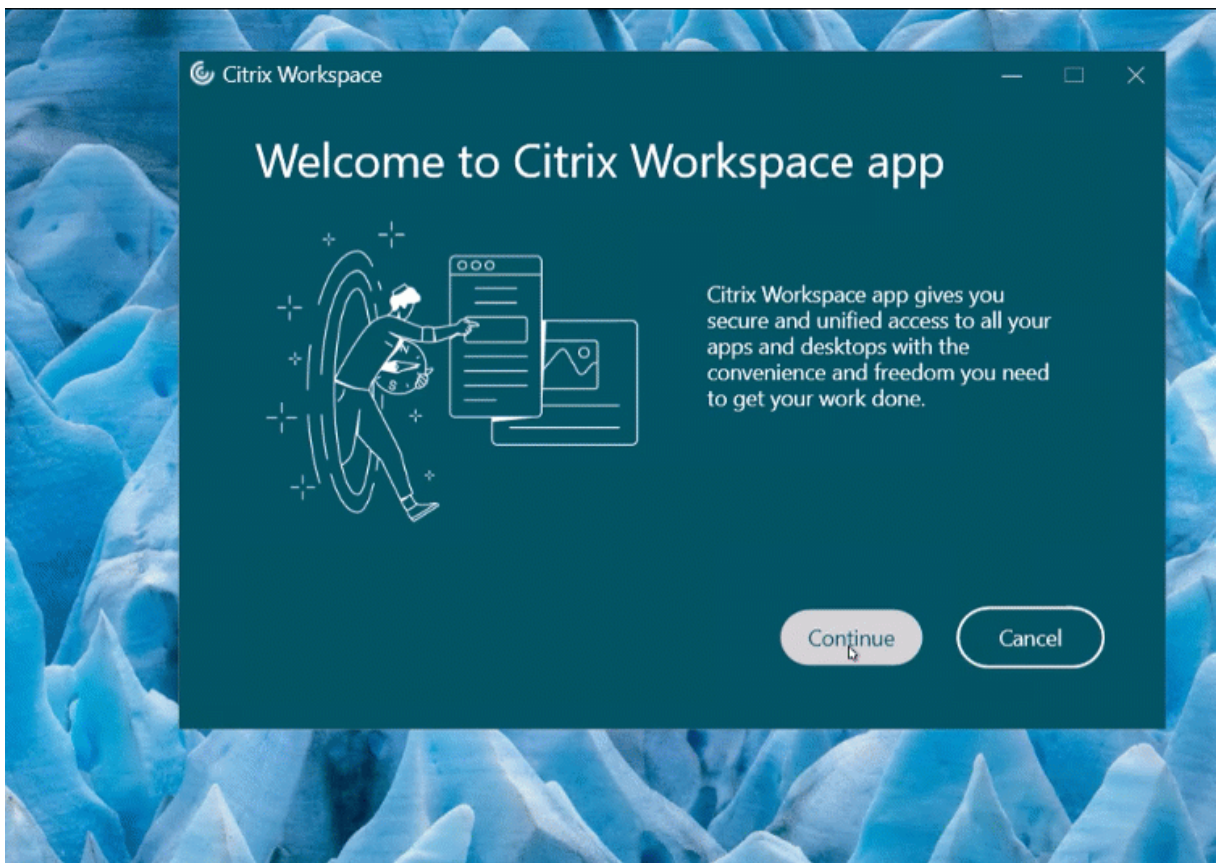 Citrix Workspace
Welcome to Citrix Workspace app
N
S
Citrix Workspace app gives you
secure and unified access to all your
apps and desktops with the
convenience and freedom you need
to get your work done.
Continue
Cancel